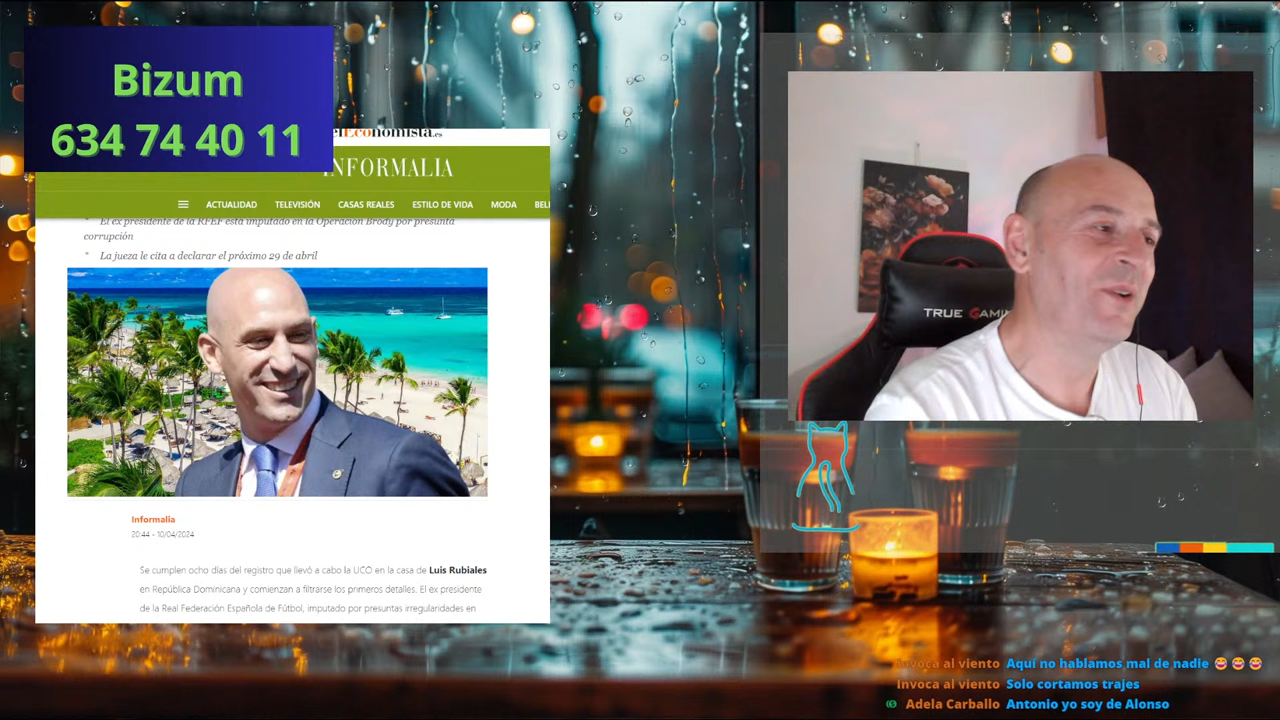 Bizum
634 74 40 11
elEconomista.es
INFORMALIA
ACTUALIDAD TELEVISIÓN CASAS REALES ESTILO DE VIDA MODA
* El ex presidente de la RFEF está imputado en la Operación Brody por presunta
corrupción
* La jueza le cita a declarar el próximo 29 de abril
Informalia
20:44 - 10/04/2024
Se cumplen ocho días del registro que llevó a cabo la UCO en la casa de Luis Rubiales
en República Dominicana y comienzan a filtrarse los primeros detalles. El ex presidente
de la Real Federación Española de Fútbol, imputado por presuntas irregularidades en
TRUE GAMI
Invoca al viento Aquí no hablamos mal de nadie 😂 😂 😂
Invoca al viento Solo cortamos trajes
Adela Carballo Antonio yo soy de Alonso